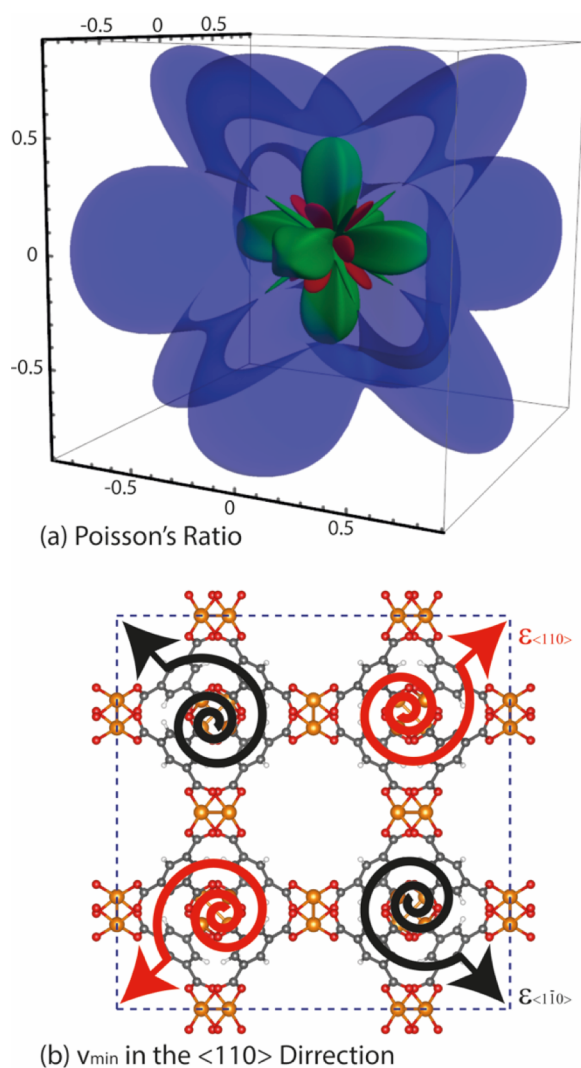 -0.5 0 0.5
0.5
0
-0.5
-0.5
0
0.5
(a) Poisson's Ratio
ε<110>
ε<11̄0>
(b) νmin in the <110> Dirrection